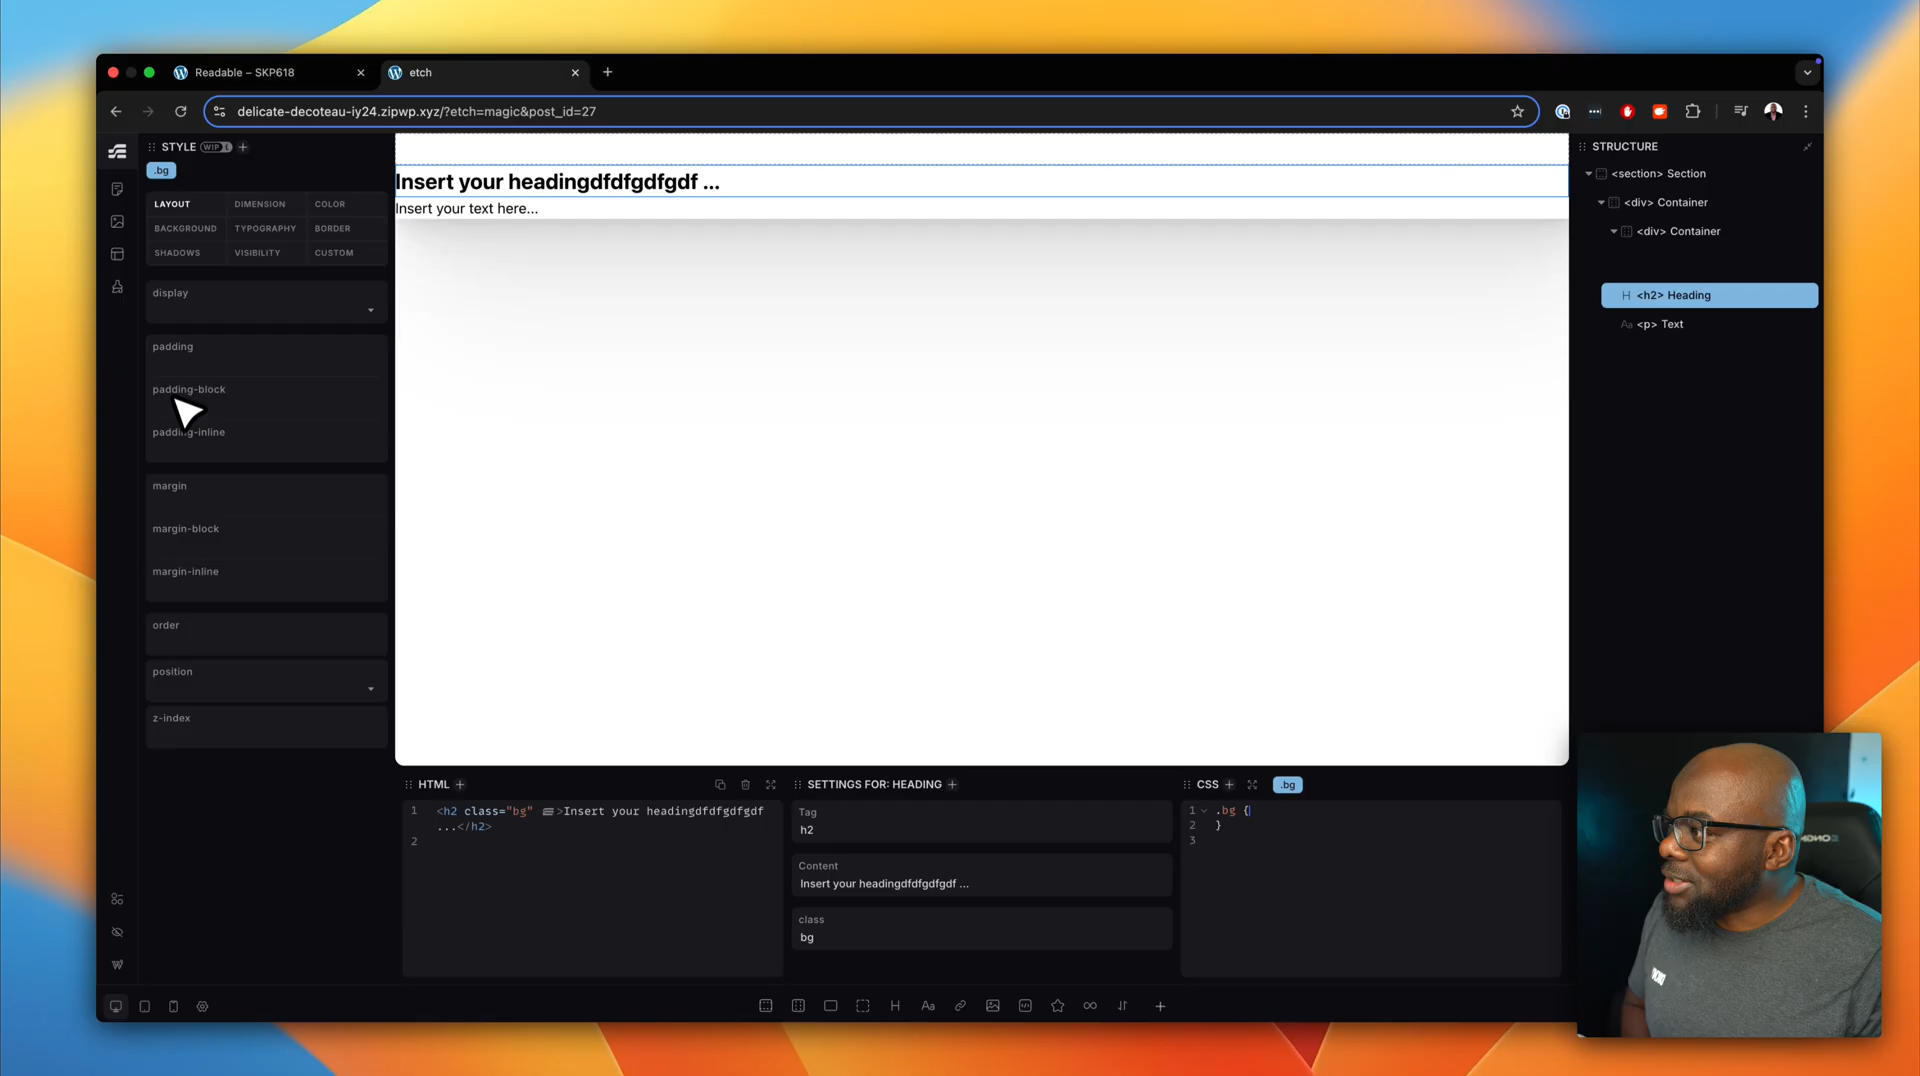 Readable – SKP618
etch
delicate-decoteau-iy24.zipwp.xyz/?etch=magic&post_id=27
STYLE WIP
.bg
LAYOUT DIMENSION COLOR
BACKGROUND TYPOGRAPHY BORDER
SHADOWS VISIBILITY CUSTOM
display
padding
padding-block
padding-inline
margin
margin-block
margin-inline
order
position
z-index
Insert your headingdfdfgdfgdf ...
Insert your text here...
STRUCTURE
<section> Section
<div> Container
<div> Container
H <h2> Heading
Aa <p> Text
HTML
1 <h2 class="bg" >Insert your headingdfdfgdfgdf
...</h2>
2
SETTINGS FOR: HEADING
Tag
h2
Content
Insert your headingdfdfgdfgdf ...
class
bg
CSS .bg
1 .bg {
2 }
3
H Aa